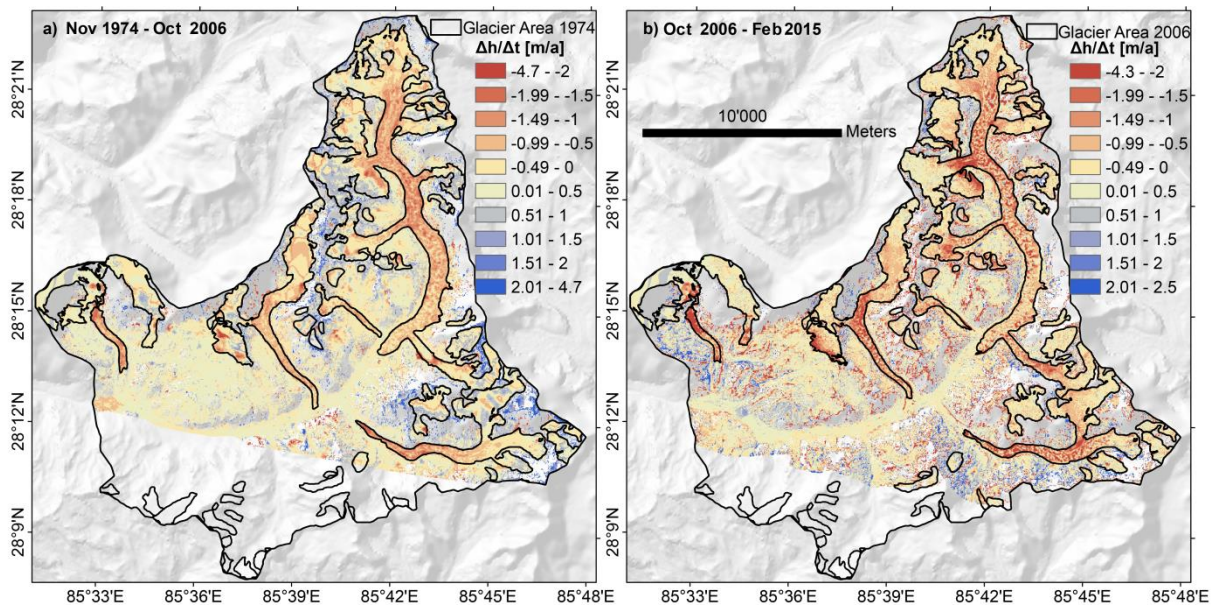 a) Nov 1974 - Oct 2006
Glacier Area 1974
Δh/Δt [m/a]
-4.7 - -2
-1.99 - -1.5
-1.49 - -1
-0.99 - -0.5
-0.49 - 0
0.01 - 0.5
0.51 - 1
1.01 - 1.5
1.51 - 2
2.01 - 4.7
28°21'N
28°18'N
28°15'N
28°12'N
28°9'N
85°33'E
85°36'E
85°39'E
85°42'E
85°45'E
85°48'E
b) Oct 2006 - Feb 2015
Glacier Area 2006
Δh/Δt [m/a]
-4.3 - -2
-1.99 - -1.5
-1.49 - -1
-0.99 - -0.5
-0.49 - 0
0.01 - 0.5
0.51 - 1
1.01 - 1.5
1.51 - 2
2.01 - 2.5
10'000
Meters
28°21'N
28°18'N
28°15'N
28°12'N
28°9'N
85°33'E
85°36'E
85°39'E
85°42'E
85°45'E
85°48'E